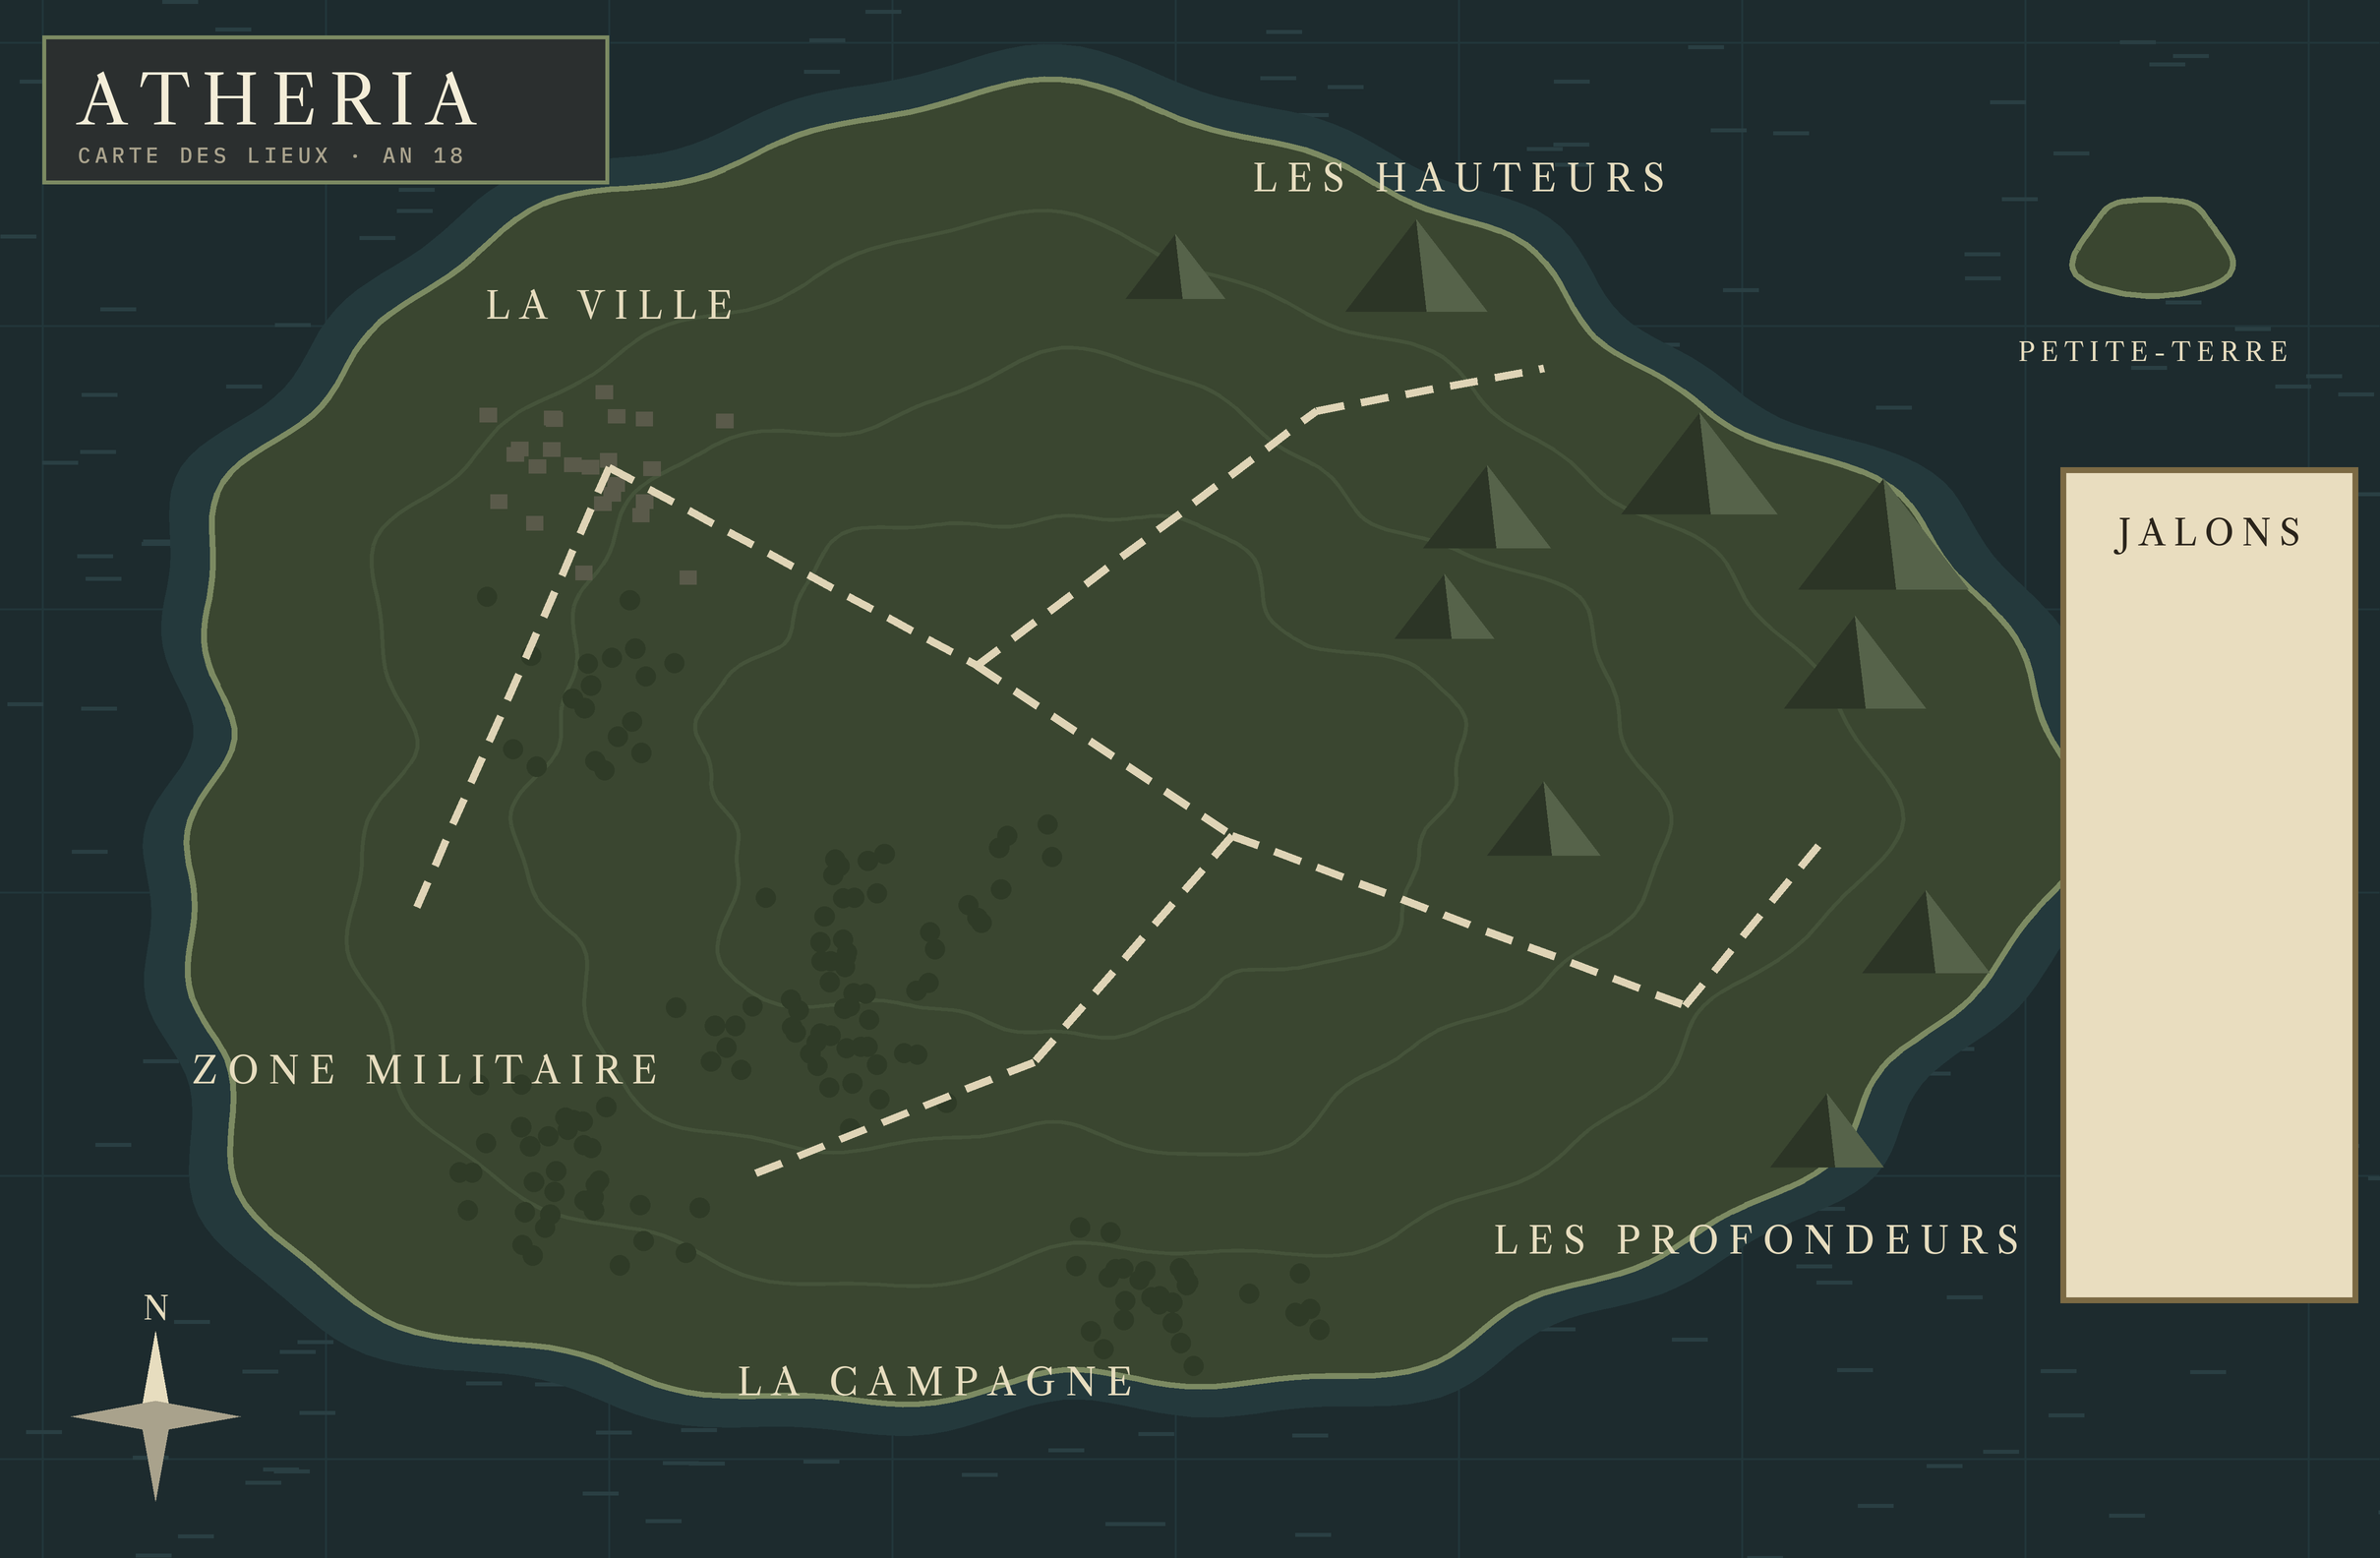 ATHERIA
CARTE DES LIEUX · AN 18
LES HAUTEURS
LA VILLE
PETITE-TERRE
JALONS
ZONE MILITAIRE
LES PROFONDEURS
N
LA CAMPAGNE